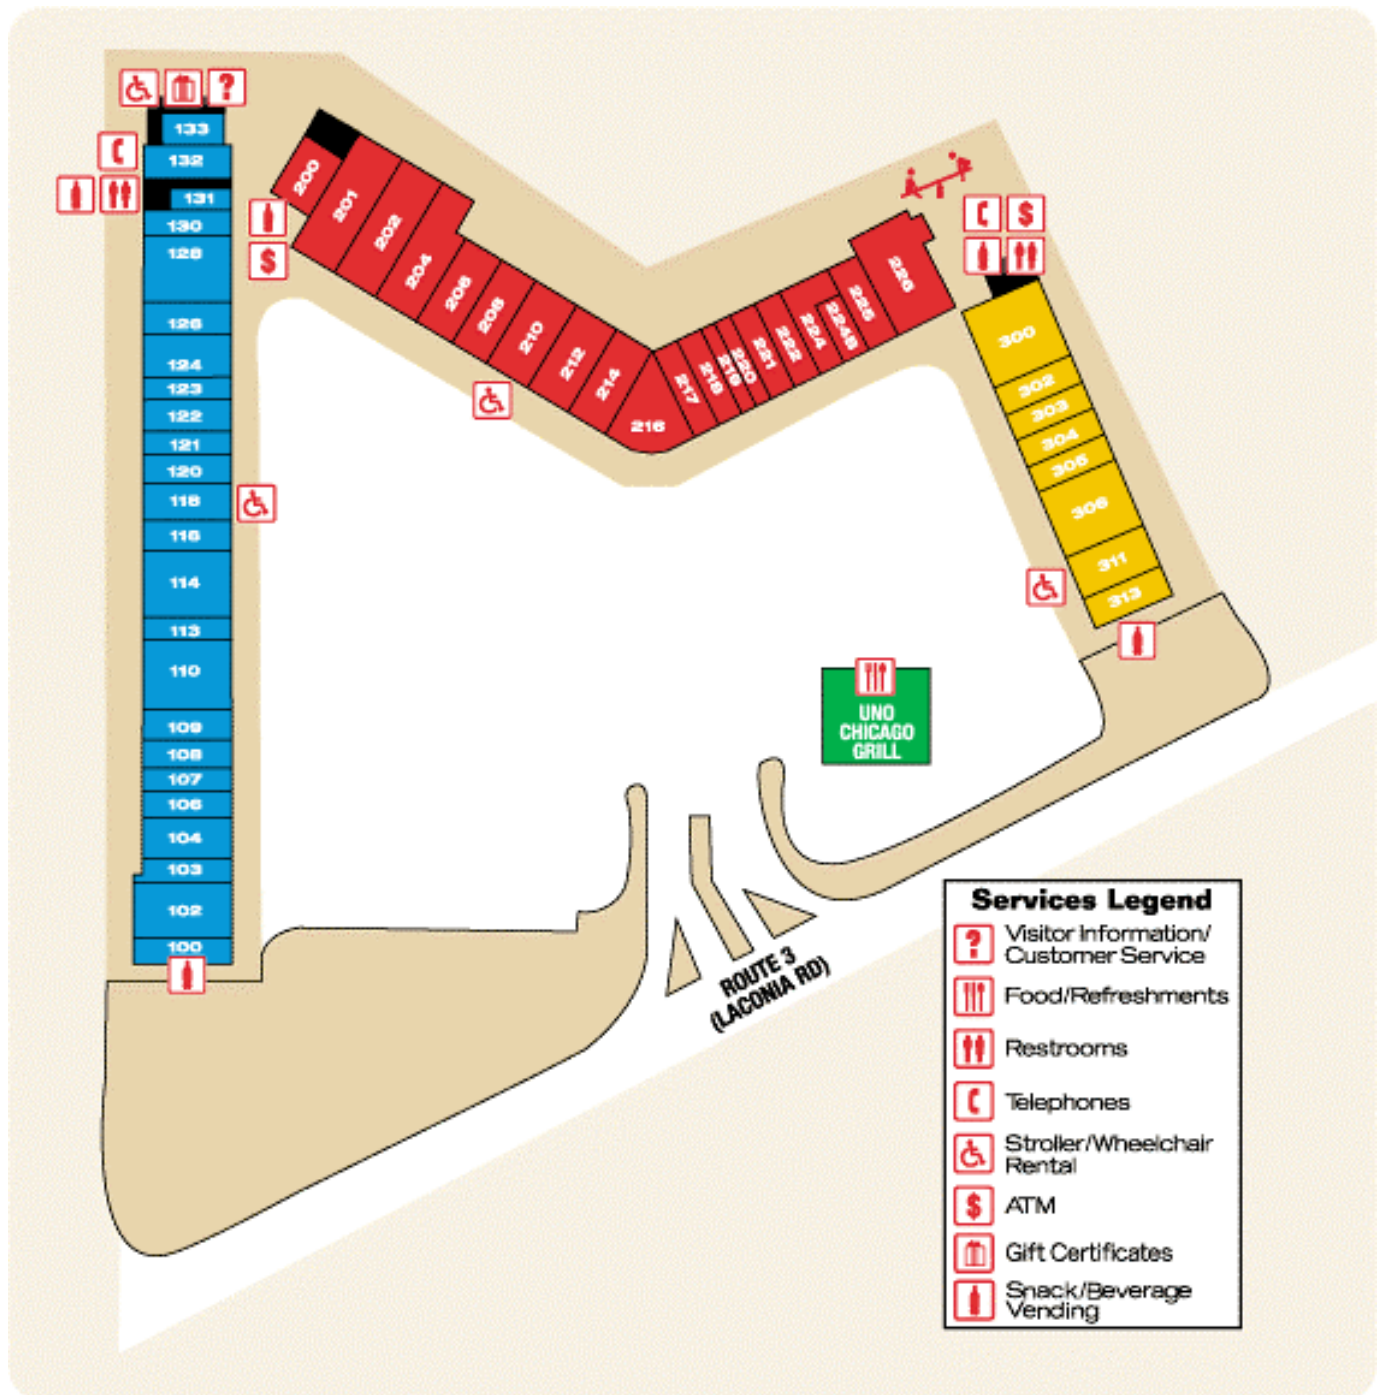 133
132
131
130
128
126
124
123
122
121
120
118
116
114
113
110
109
108
107
106
104
103
102
100
200
201
202
204
206
208
210
212
214
216
217
218
219
220
221
222
224
224B
225
226
300
302
303
304
305
306
311
313
UNO
CHICAGO
GRILL
ROUTE 3
(LACONIA RD)
Services Legend
? Visitor Information/
Customer Service
Food/Refreshments
Restrooms
Telephones
Stroller/Wheelchair
Rental
$ ATM
Gift Certificates
Snack/Beverage
Vending